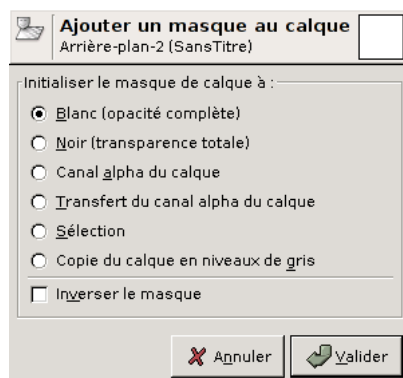 Ajouter un masque au calque
Arrière-plan-2 (SansTitre)
Initialiser le masque de calque à :
Blanc (opacité complète)
Noir (transparence totale)
Canal alpha du calque
Transfert du canal alpha du calque
Sélection
Copie du calque en niveaux de gris
Inverser le masque
Annuler
Valider